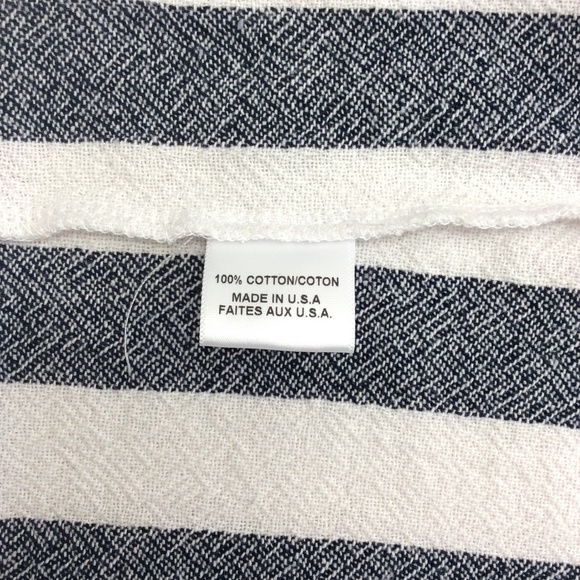 100% COTTON/COTON
MADE IN U.S.A
FAITES AUX U.S.A.